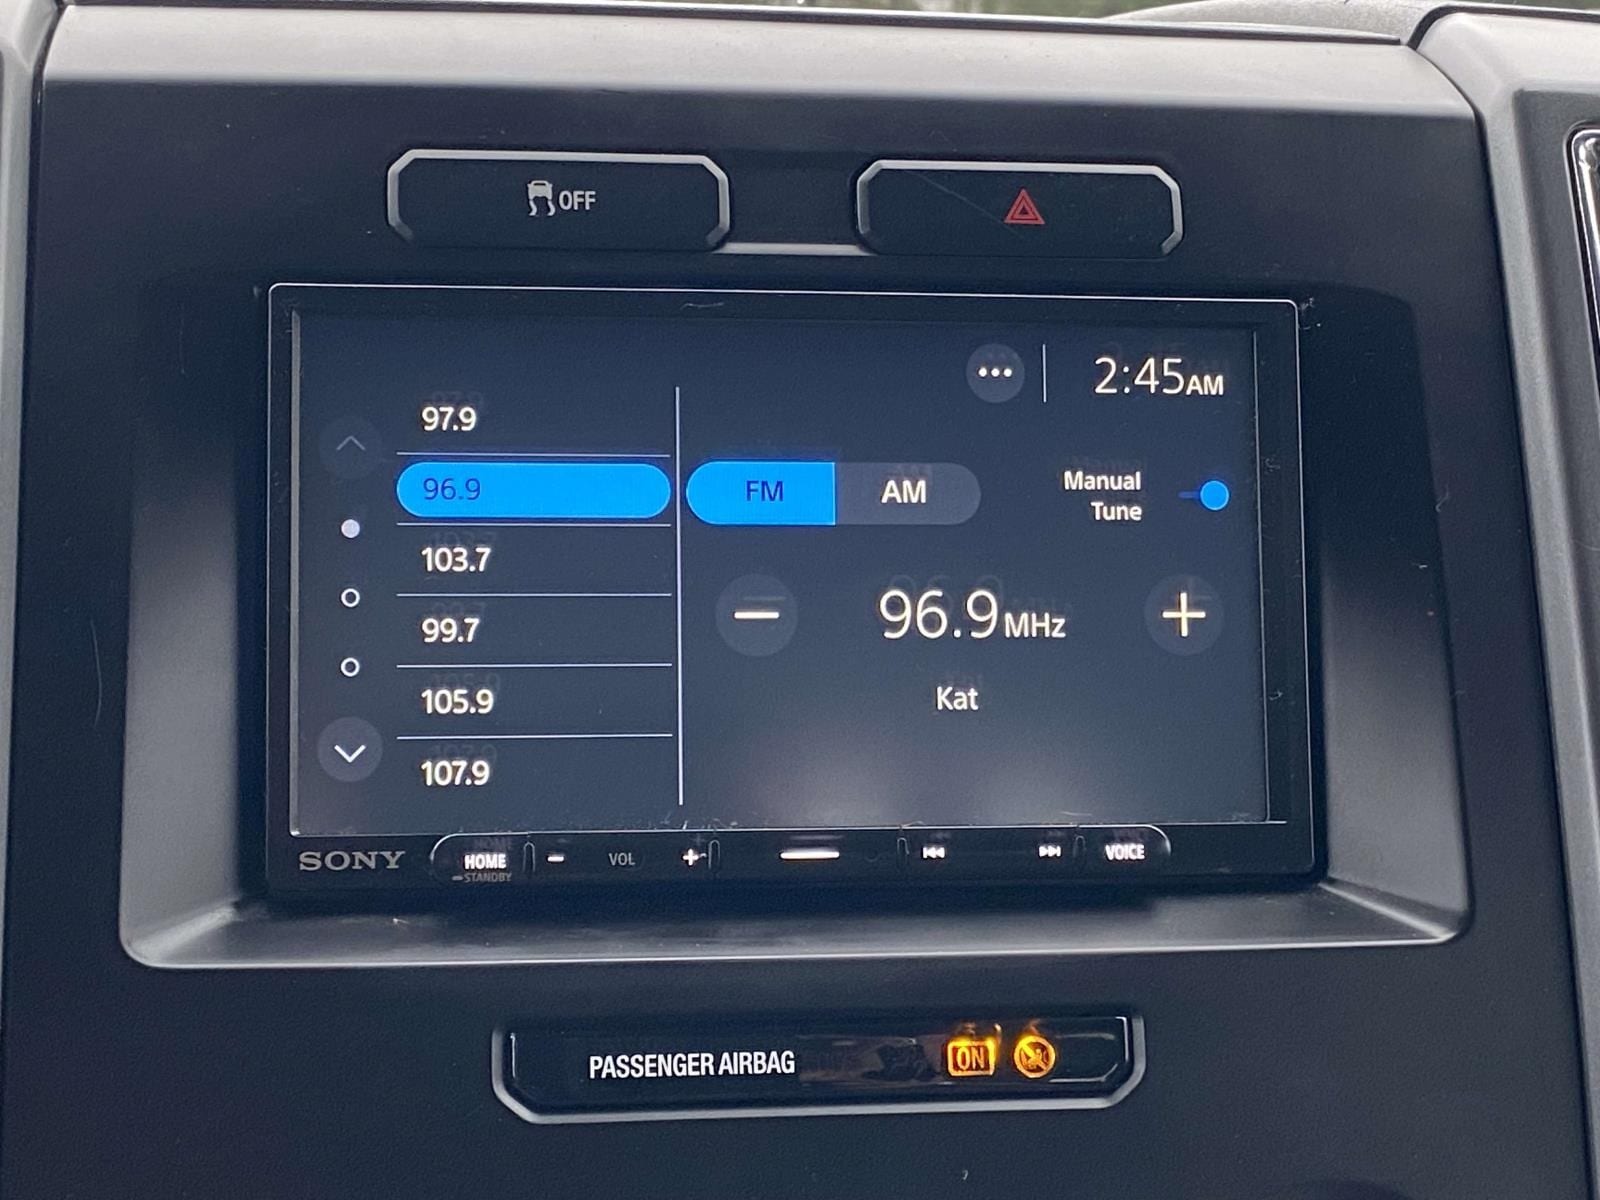 OFF
2:45AM
97.9
96.9
FM
AM
Manual
Tune
103.7
96.9MHz
99.7
Kat
105.9
107.9
SONY
HOME
STANDBY
VOL
VOICE
PASSENGER AIRBAG
ON